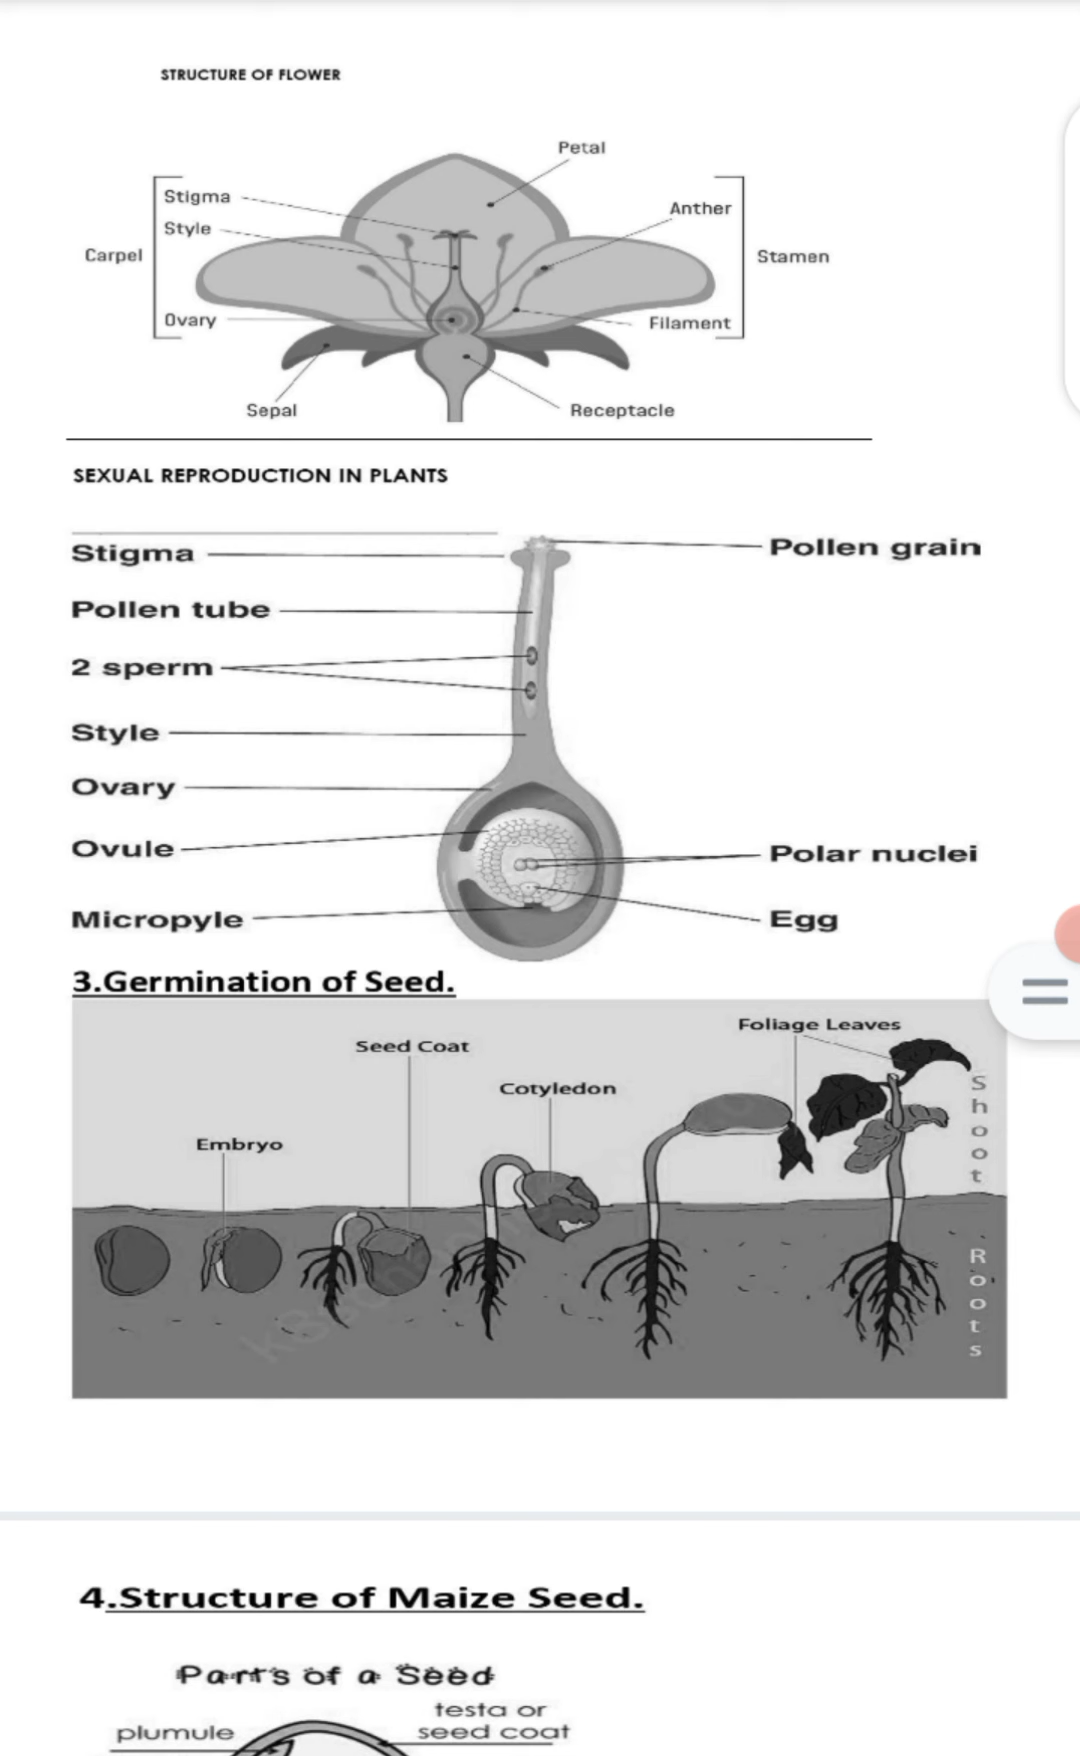 STRUCTURE OF FLOWER
Petal
Stigma
Anther
Style
Carpel
Stamen
Ovary
Filament
Sepal
Receptacle
SEXUAL REPRODUCTION IN PLANTS
Stigma
Pollen grain
Pollen tube
2 sperm
Style
Ovary
Ovule
Polar nuclei
Micropyle
Egg
3.Germination of Seed.
Foliage Leaves
Seed Coat
Cotyledon
Embryo
Shoot
Roots
4.Structure of Maize Seed.
Parts of a Seed
testa or
plumule
seed coat